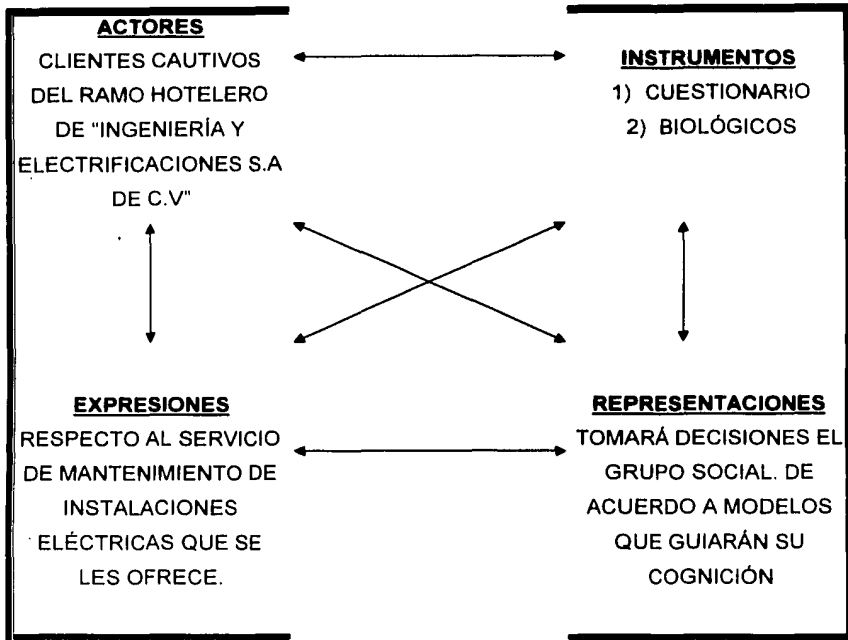 ACTORES
CLIENTES CAUTIVOS
DEL RAMO HOTELERO
DE "INGENIERÍA Y
ELECTRIFICACIONES S.A
DE C.V"
INSTRUMENTOS
1) CUESTIONARIO
2) BIOLÓGICOS
EXPRESIONES
RESPECTO AL SERVICIO
DE MANTENIMIENTO DE
INSTALACIONES
ELÉCTRICAS QUE SE
LES OFRECE.
REPRESENTACIONES
TOMARÁ DECISIONES EL
GRUPO SOCIAL. DE
ACUERDO A MODELOS
QUE GUIARÁN SU
COGNICIÓN